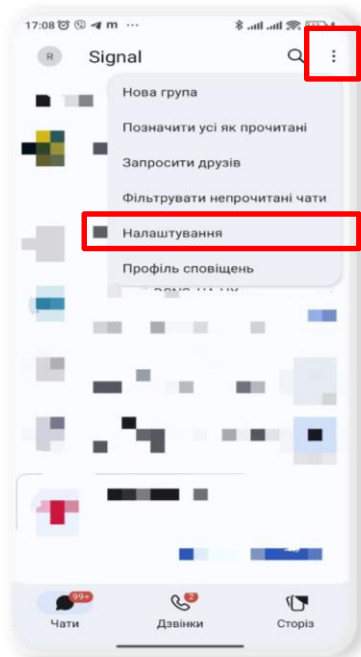 17:08
R Signal
Нова група
Позначити усі як прочитані
Запросити друзів
Фільтрувати непрочитані чати
Налаштування
Профіль сповіщень
99+ 2
Чати Дзвінки Сторіз